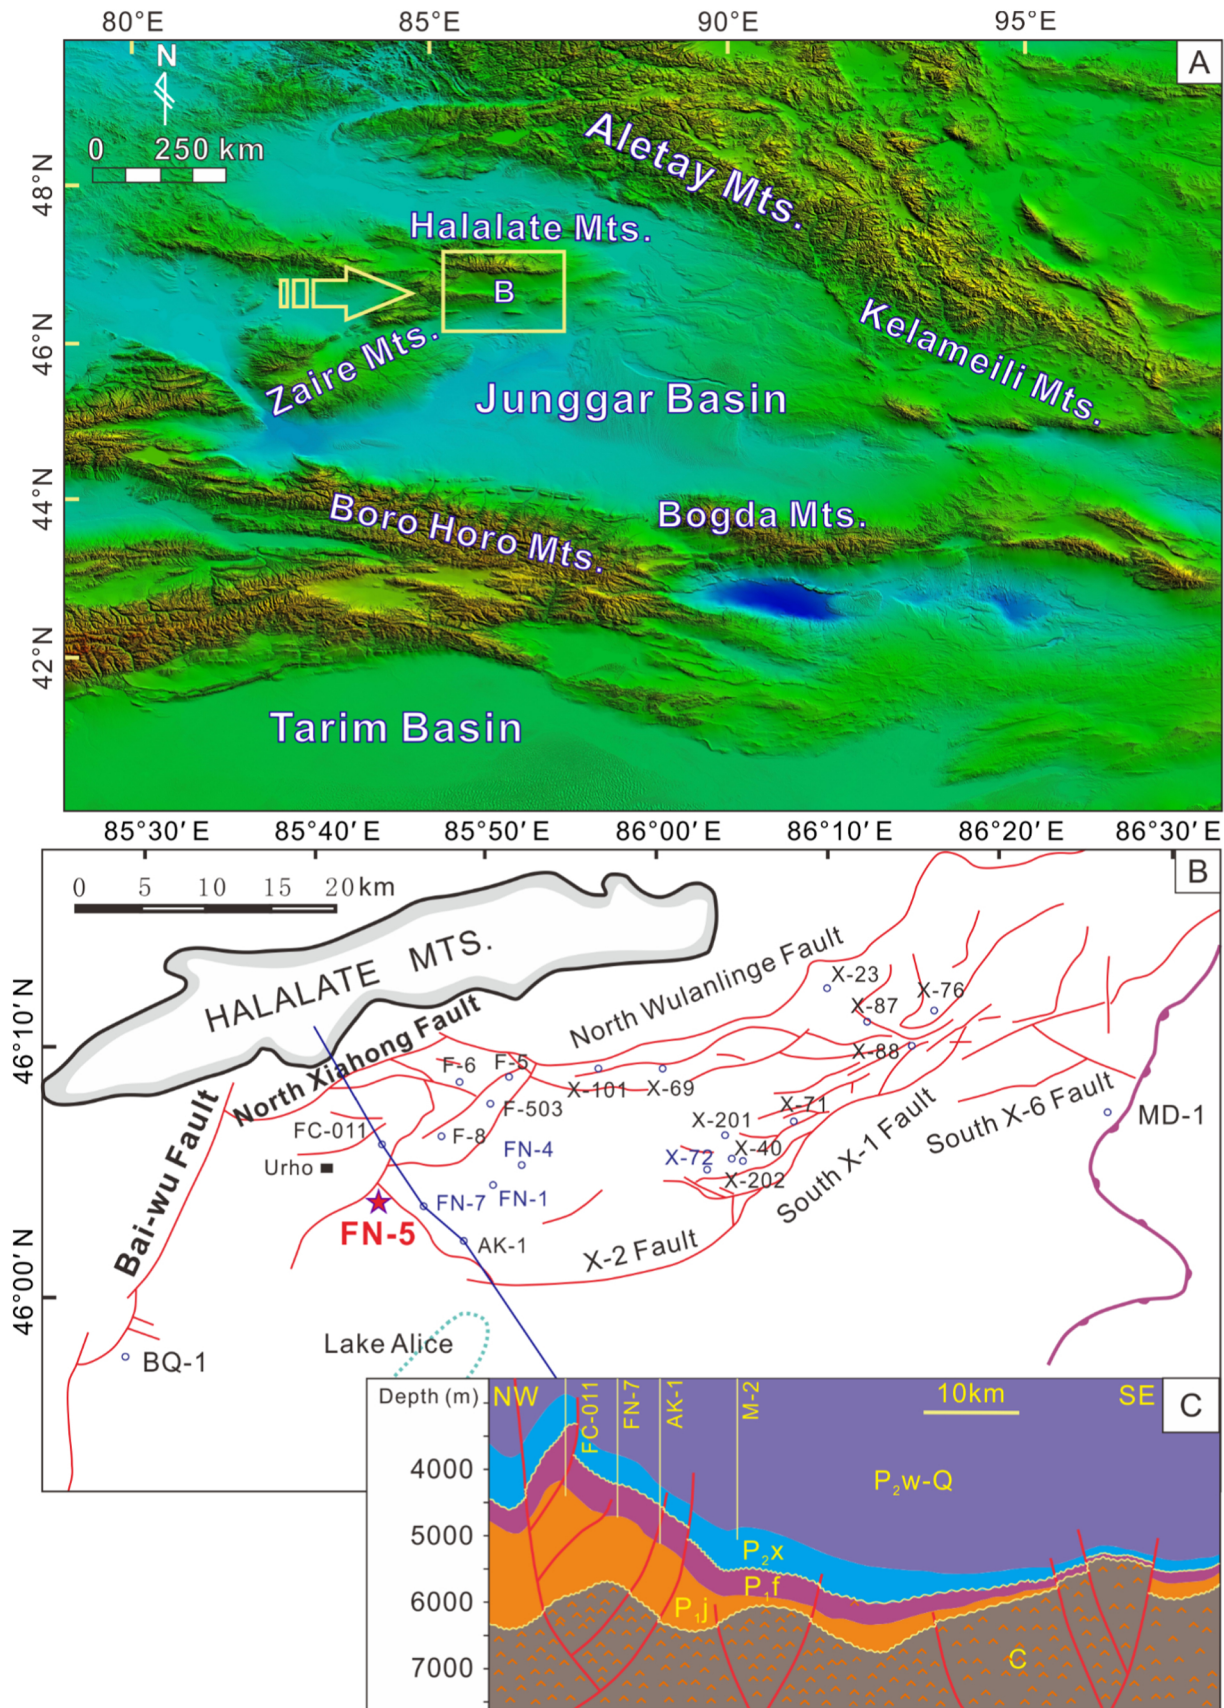 80°E 85°E 90°E 95°E
A
N
0 250 km
48°N
46°N
44°N
42°N
Aletay Mts.
Halalate Mts.
B
Kelameili Mts.
Zaire Mts.
Junggar Basin
Boro Horo Mts.
Bogda Mts.
Tarim Basin
85°30′E 85°40′E 85°50′E 86°00′E 86°10′E 86°20′E 86°30′E
B
0 5 10 15 20km
46°10′N
46°00′N
HALALATE MTS.
North Wulanlinge Fault
North Xiahong Fault
Bai-wu Fault
X-23
X-87
X-76
X-88
F-6
F-5
X-101
X-69
F-503
FC-011
F-8
X-71
X-201
South X-1 Fault
South X-6 Fault
MD-1
Urho
FN-4
X-72
X-40
X-202
FN-7
FN-1
FN-5
AK-1
X-2 Fault
BQ-1
Lake Alice
Depth (m)
NW
FC-011
FN-7
AK-1
M-2
10km
SE
C
4000
5000
6000
7000
P₂w-Q
P₂x
P₁f
P₁j
C